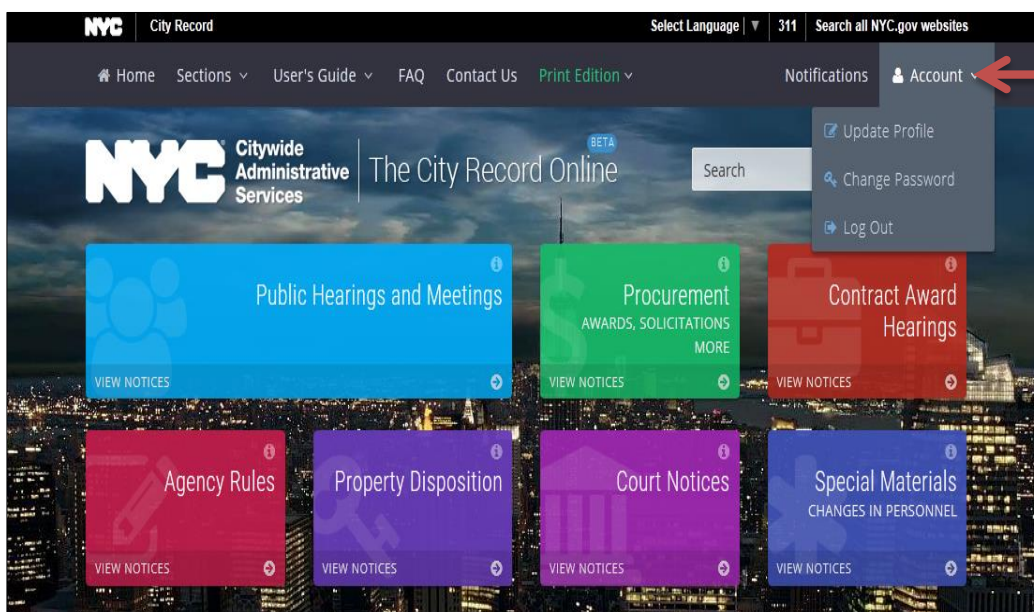 NYC City Record Select Language ▼ 311 Search all NYC.gov websites
Home Sections User's Guide FAQ Contact Us Print Edition Notifications Account
Update Profile
Change Password
Log Out
NYC
Citywide
Administrative
Services
The City Record Online
BETA
Search
Public Hearings and Meetings
VIEW NOTICES
Procurement
AWARDS, SOLICITATIONS
MORE
VIEW NOTICES
Contract Award
Hearings
VIEW NOTICES
Agency Rules
VIEW NOTICES
Property Disposition
VIEW NOTICES
Court Notices
VIEW NOTICES
Special Materials
CHANGES IN PERSONNEL
VIEW NOTICES